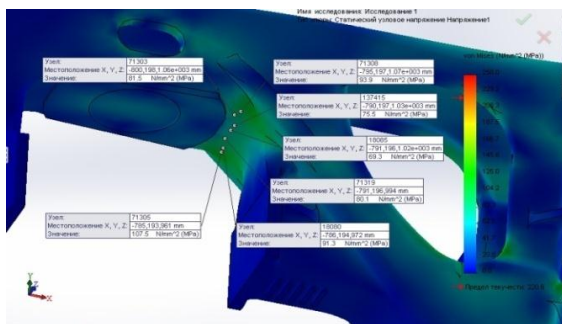 Имя исследования: Исследование 1
Статический узловое напряжение Напряжение1
von Mises (N/mm^2 (MPa))
Узел: 71303
Местоположение X, Y, Z: -800,198,1.06e+003 mm
Значение: 81.5 N/mm^2 (MPa)
Узел: 71308
Местоположение X, Y, Z: -795,197,1.07e+003 mm
Значение: 93.9 N/mm^2 (MPa)
137415
Местоположение X, Y, Z: -790,197,1.03e+003 mm
Значение: 75.5 N/mm^2 (MPa)
Узел: 18085
Местоположение X, Y, Z: -791,196,1.02e+003 mm
Значение: 69.3 N/mm^2 (MPa)
Узел: 71319
Местоположение X, Y, Z: -791,196,994 mm
Значение: 80.1 N/mm^2 (MPa)
Узел: 71305
Местоположение X, Y, Z: -785,193,961 mm
Значение: 107.5 N/mm^2 (MPa)
Узел: 18080
Местоположение X, Y, Z: -786,194,972 mm
Значение: 91.3 N/mm^2 (MPa)
Предел текучести: